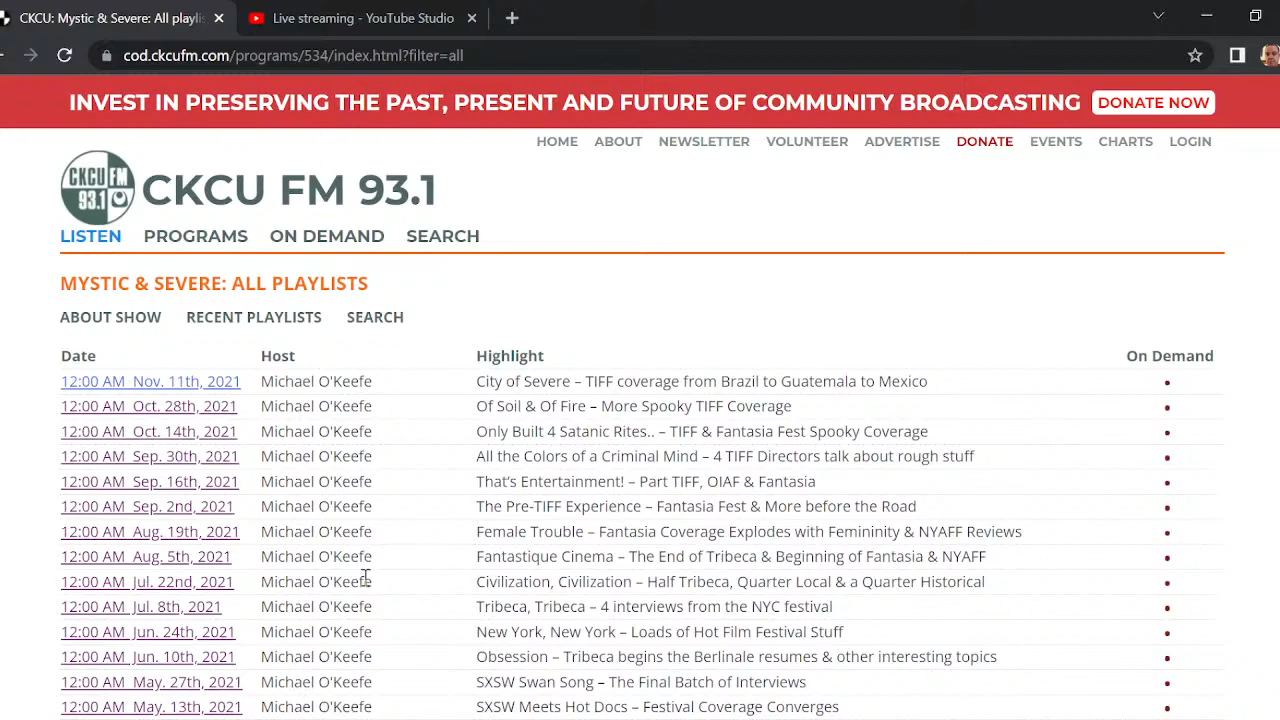 CKCU: Mystic & Severe: All playlis
Live streaming - YouTube Studio
cod.ckcufm.com/programs/534/index.html?filter=all
INVEST IN PRESERVING THE PAST, PRESENT AND FUTURE OF COMMUNITY BROADCASTING DONATE NOW
HOME ABOUT NEWSLETTER VOLUNTEER ADVERTISE DONATE EVENTS CHARTS LOGIN
CKCU FM
93.1
CKCU FM 93.1
LISTEN PROGRAMS ON DEMAND SEARCH
MYSTIC & SEVERE: ALL PLAYLISTS
ABOUT SHOW RECENT PLAYLISTS SEARCH
Date Host Highlight On Demand
12:00 AM Nov. 11th, 2021 Michael O'Keefe City of Severe – TIFF coverage from Brazil to Guatemala to Mexico
12:00 AM Oct. 28th, 2021 Michael O'Keefe Of Soil & Of Fire – More Spooky TIFF Coverage
12:00 AM Oct. 14th, 2021 Michael O'Keefe Only Built 4 Satanic Rites.. – TIFF & Fantasia Fest Spooky Coverage
12:00 AM Sep. 30th, 2021 Michael O'Keefe All the Colors of a Criminal Mind – 4 TIFF Directors talk about rough stuff
12:00 AM Sep. 16th, 2021 Michael O'Keefe That's Entertainment! – Part TIFF, OIAF & Fantasia
12:00 AM Sep. 2nd, 2021 Michael O'Keefe The Pre-TIFF Experience – Fantasia Fest & More before the Road
12:00 AM Aug. 19th, 2021 Michael O'Keefe Female Trouble – Fantasia Coverage Explodes with Femininity & NYAFF Reviews
12:00 AM Aug. 5th, 2021 Michael O'Keefe Fantastique Cinema – The End of Tribeca & Beginning of Fantasia & NYAFF
12:00 AM Jul. 22nd, 2021 Michael O'Keefe Civilization, Civilization – Half Tribeca, Quarter Local & a Quarter Historical
12:00 AM Jul. 8th, 2021 Michael O'Keefe Tribeca, Tribeca – 4 interviews from the NYC festival
12:00 AM Jun. 24th, 2021 Michael O'Keefe New York, New York – Loads of Hot Film Festival Stuff
12:00 AM Jun. 10th, 2021 Michael O'Keefe Obsession – Tribeca begins the Berlinale resumes & other interesting topics
12:00 AM May. 27th, 2021 Michael O'Keefe SXSW Swan Song – The Final Batch of Interviews
12:00 AM May. 13th, 2021 Michael O'Keefe SXSW Meets Hot Docs – Festival Coverage Converges